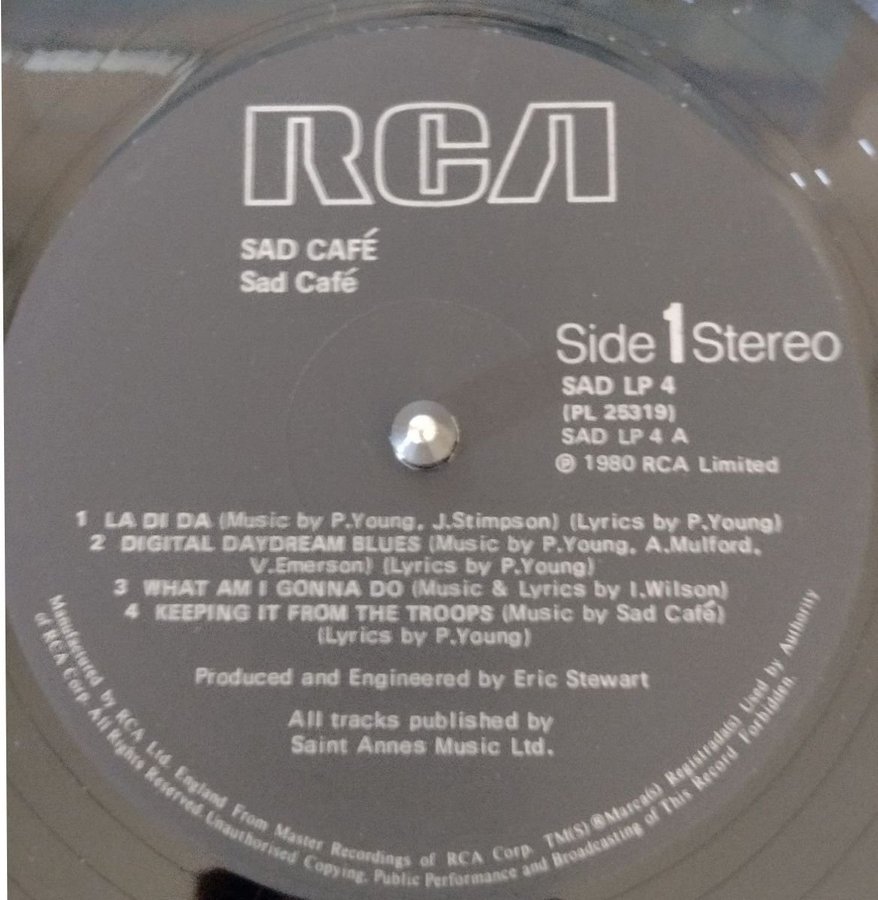 RCA
SAD CAFÉ
Sad Café
Side 1 Stereo
SAD LP 4
(PL 25319)
SAD LP 4 A
℗ 1980 RCA Limited
1 LA DI DA (Music by P.Young, J.Stimpson) (Lyrics by P.Young)
2 DIGITAL DAYDREAM BLUES (Music by P.Young, A.Mulford,
V.Emerson) (Lyrics by P.Young)
3 WHAT AM I GONNA DO (Music & Lyrics by I.Wilson)
4 KEEPING IT FROM THE TROOPS (Music by Sad Café)
(Lyrics by P.Young)
Produced and Engineered by Eric Stewart
All tracks published by
Saint Annes Music Ltd.
Manufactured by RCA Ltd. England From Master Recordings of RCA Corp. TM(S) ®Marca(s) Registrada(s) Used by Authority
of RCA Corp. All Rights Reserved Unauthorised Copying, Public Performance and Broadcasting of This Record Forbidden.